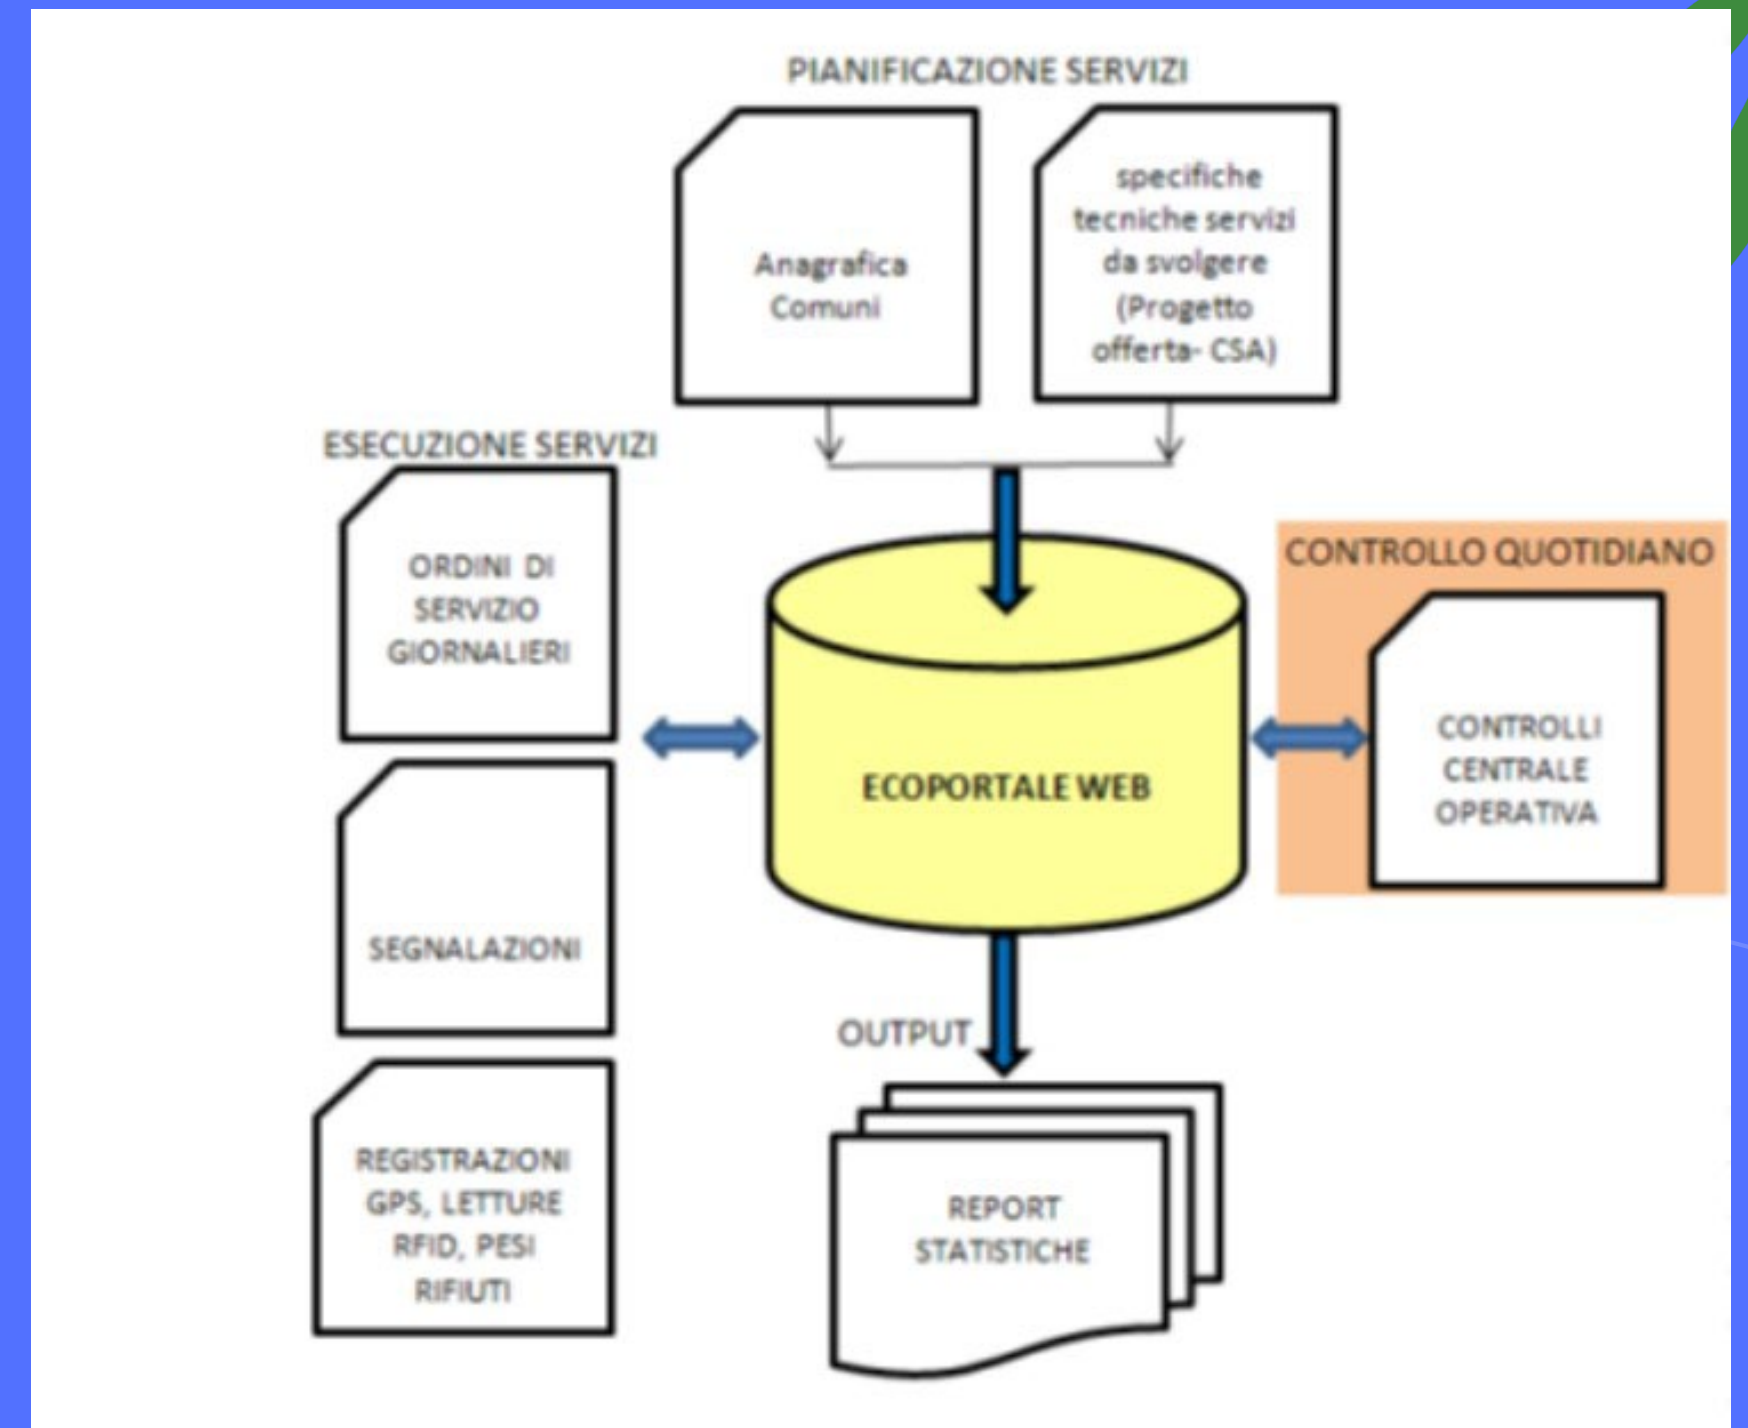 PIANIFICAZIONE SERVIZI
Anagrafica
Comuni
specifiche
tecniche servizi
da svolgere
(Progetto
offerta- CSA)
ESECUZIONE SERVIZI
ORDINI DI
SERVIZIO
GIORNALIERI
SEGNALAZIONI
REGISTRAZIONI
GPS, LETTURE
RFID, PESI
RIFIUTI
ECOPORTALE WEB
CONTROLLO QUOTIDIANO
CONTROLLI
CENTRALE
OPERATIVA
OUTPUT
REPORT
STATISTICHE